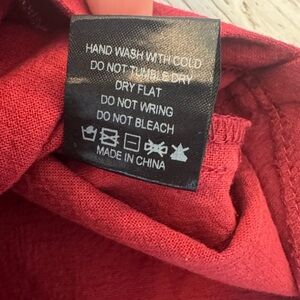 HAND WASH WITH COLD
DO NOT TUMBLE DRY
DRY FLAT
DO NOT WRING
DO NOT BLEACH
MADE IN CHINA